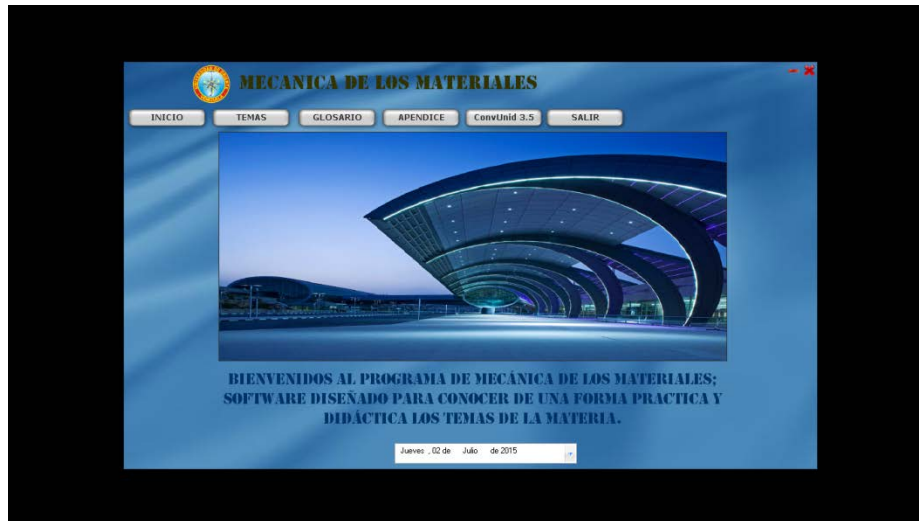 MECANICA DE LOS MATERIALES
INICIO TEMAS GLOSARIO APENDICE ConvUnid 3.5 SALIR
BIENVENIDOS AL PROGRAMA DE MECÁNICA DE LOS MATERIALES;
SOFTWARE DISEÑADO PARA CONOCER DE UNA FORMA PRACTICA Y
DIDÁCTICA LOS TEMAS DE LA MATERIA.
Jueves , 02 de Julio de 2015